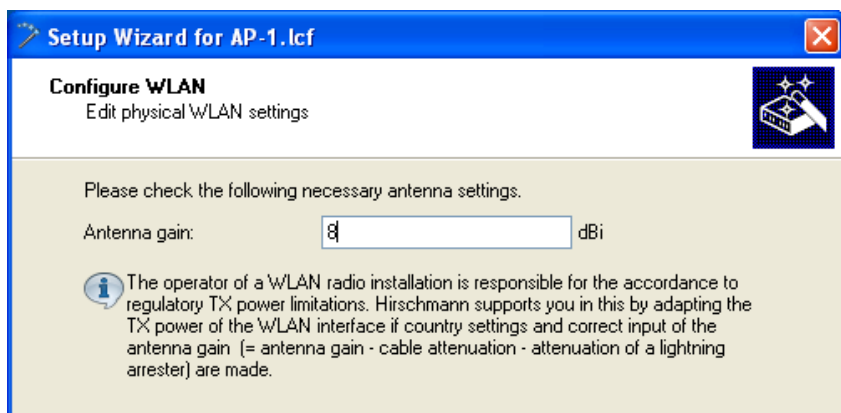 Setup Wizard for AP-1.lcf
Configure WLAN
Edit physical WLAN settings
Please check the following necessary antenna settings.
Antenna gain: 8 dBi
The operator of a WLAN radio installation is responsible for the accordance to
regulatory TX power limitations. Hirschmann supports you in this by adapting the
TX power of the WLAN interface if country settings and correct input of the
antenna gain (= antenna gain - cable attenuation - attenuation of a lightning
arrester) are made.